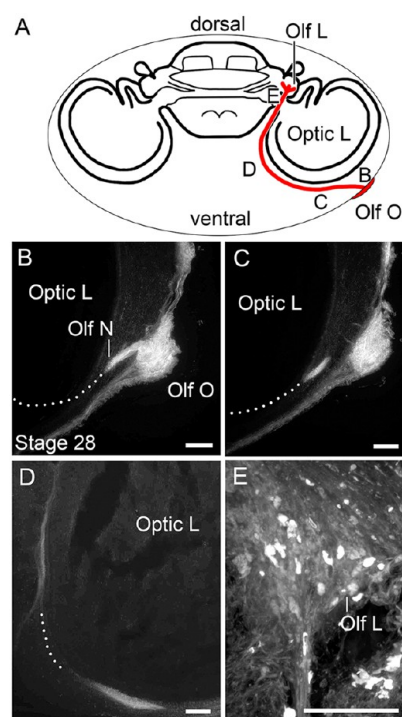 A
dorsal
Olf L
E
Optic L
D
B
C
Olf O
ventral
B
Optic L
Olf N
Olf O
Stage 28
C
Optic L
D
Optic L
E
Olf L